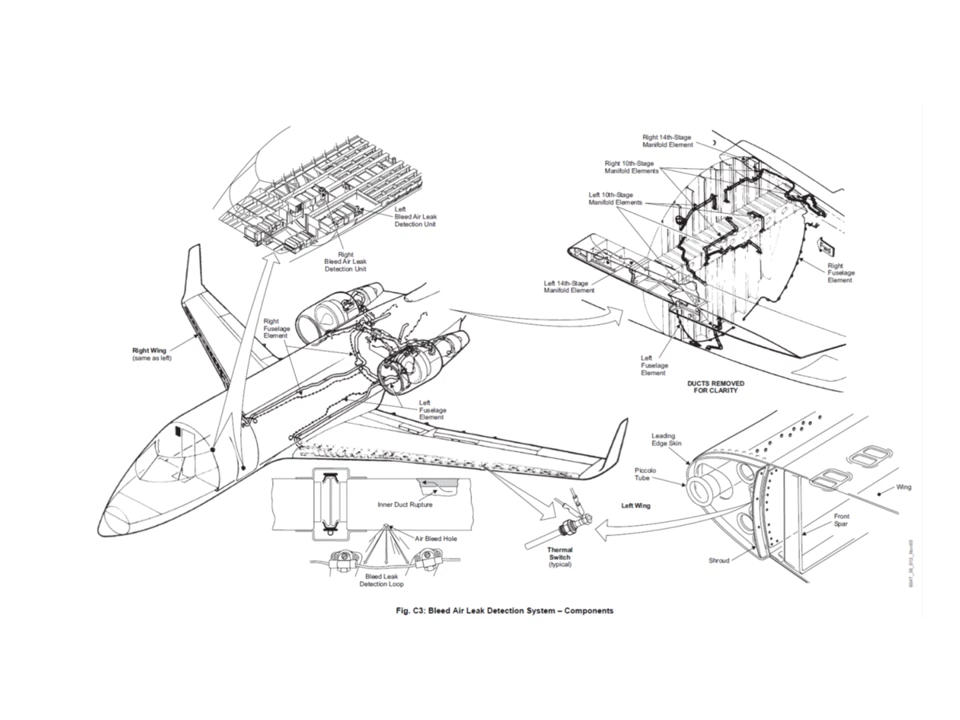 Right 14th-Stage
Manifold Element
Right 10th-Stage
Manifold Elements
Left 10th-Stage
Manifold Elements
Left
Bleed Air Leak
Detection Unit
Right
Bleed Air Leak
Detection Unit
Right
Fuselage
Element
Left 14th-Stage
Manifold Element
Right
Fuselage
Element
Right Wing
(same as left)
Left
Fuselage
Element
DUCTS REMOVED
FOR CLARITY
Left
Fuselage
Element
Leading
Edge Skin
Piccolo
Tube
Wing
Inner Duct Rupture
Left Wing
Front
Spar
Air Bleed Hole
Thermal
Switch
(typical)
Shroud
Bleed Leak
Detection Loop
Fig. C3: Bleed Air Leak Detection System – Components